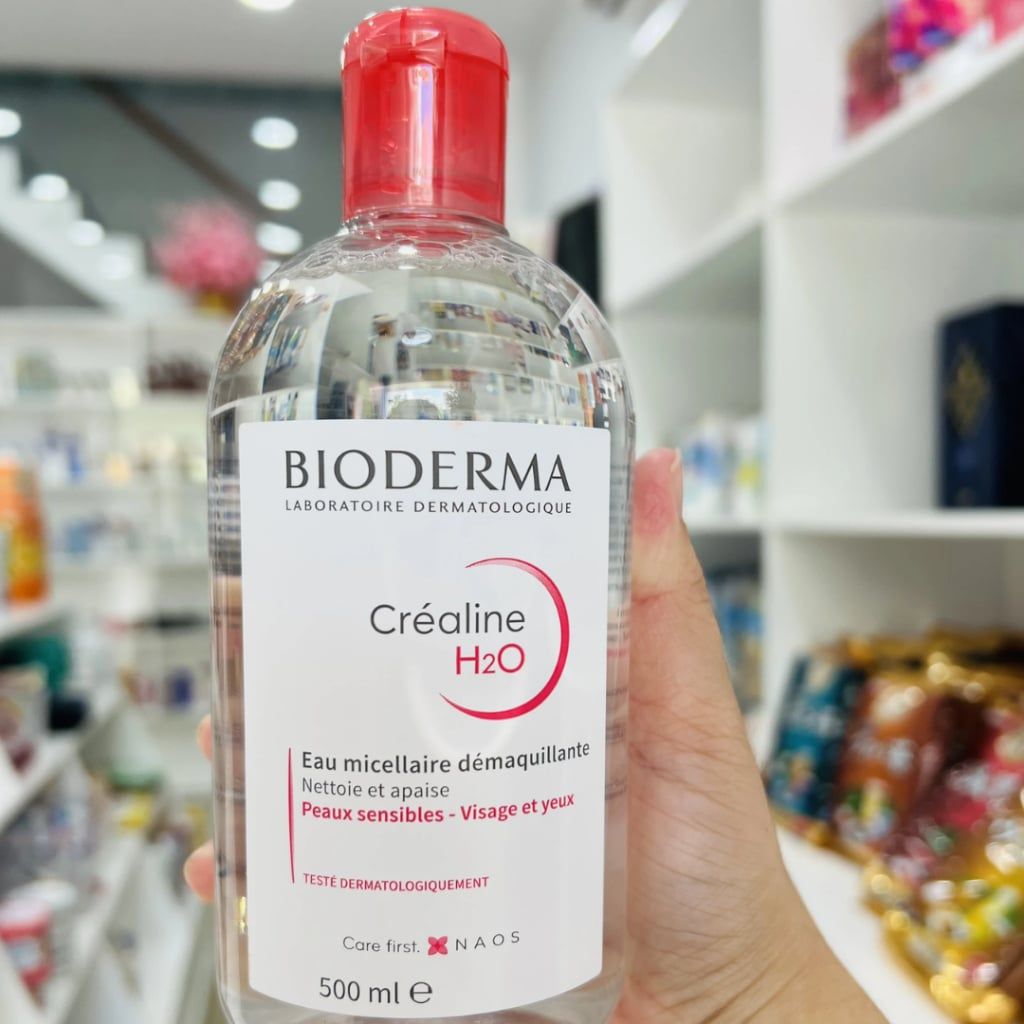 BIODERMA
LABORATOIRE DERMATOLOGIQUE
Créaline
H2O
Eau micellaire démaquillante
Nettoie et apaise
Peaux sensibles - Visage et yeux
TESTÉ DERMATOLOGIQUEMENT
Care first. NAOS
500 ml ℮